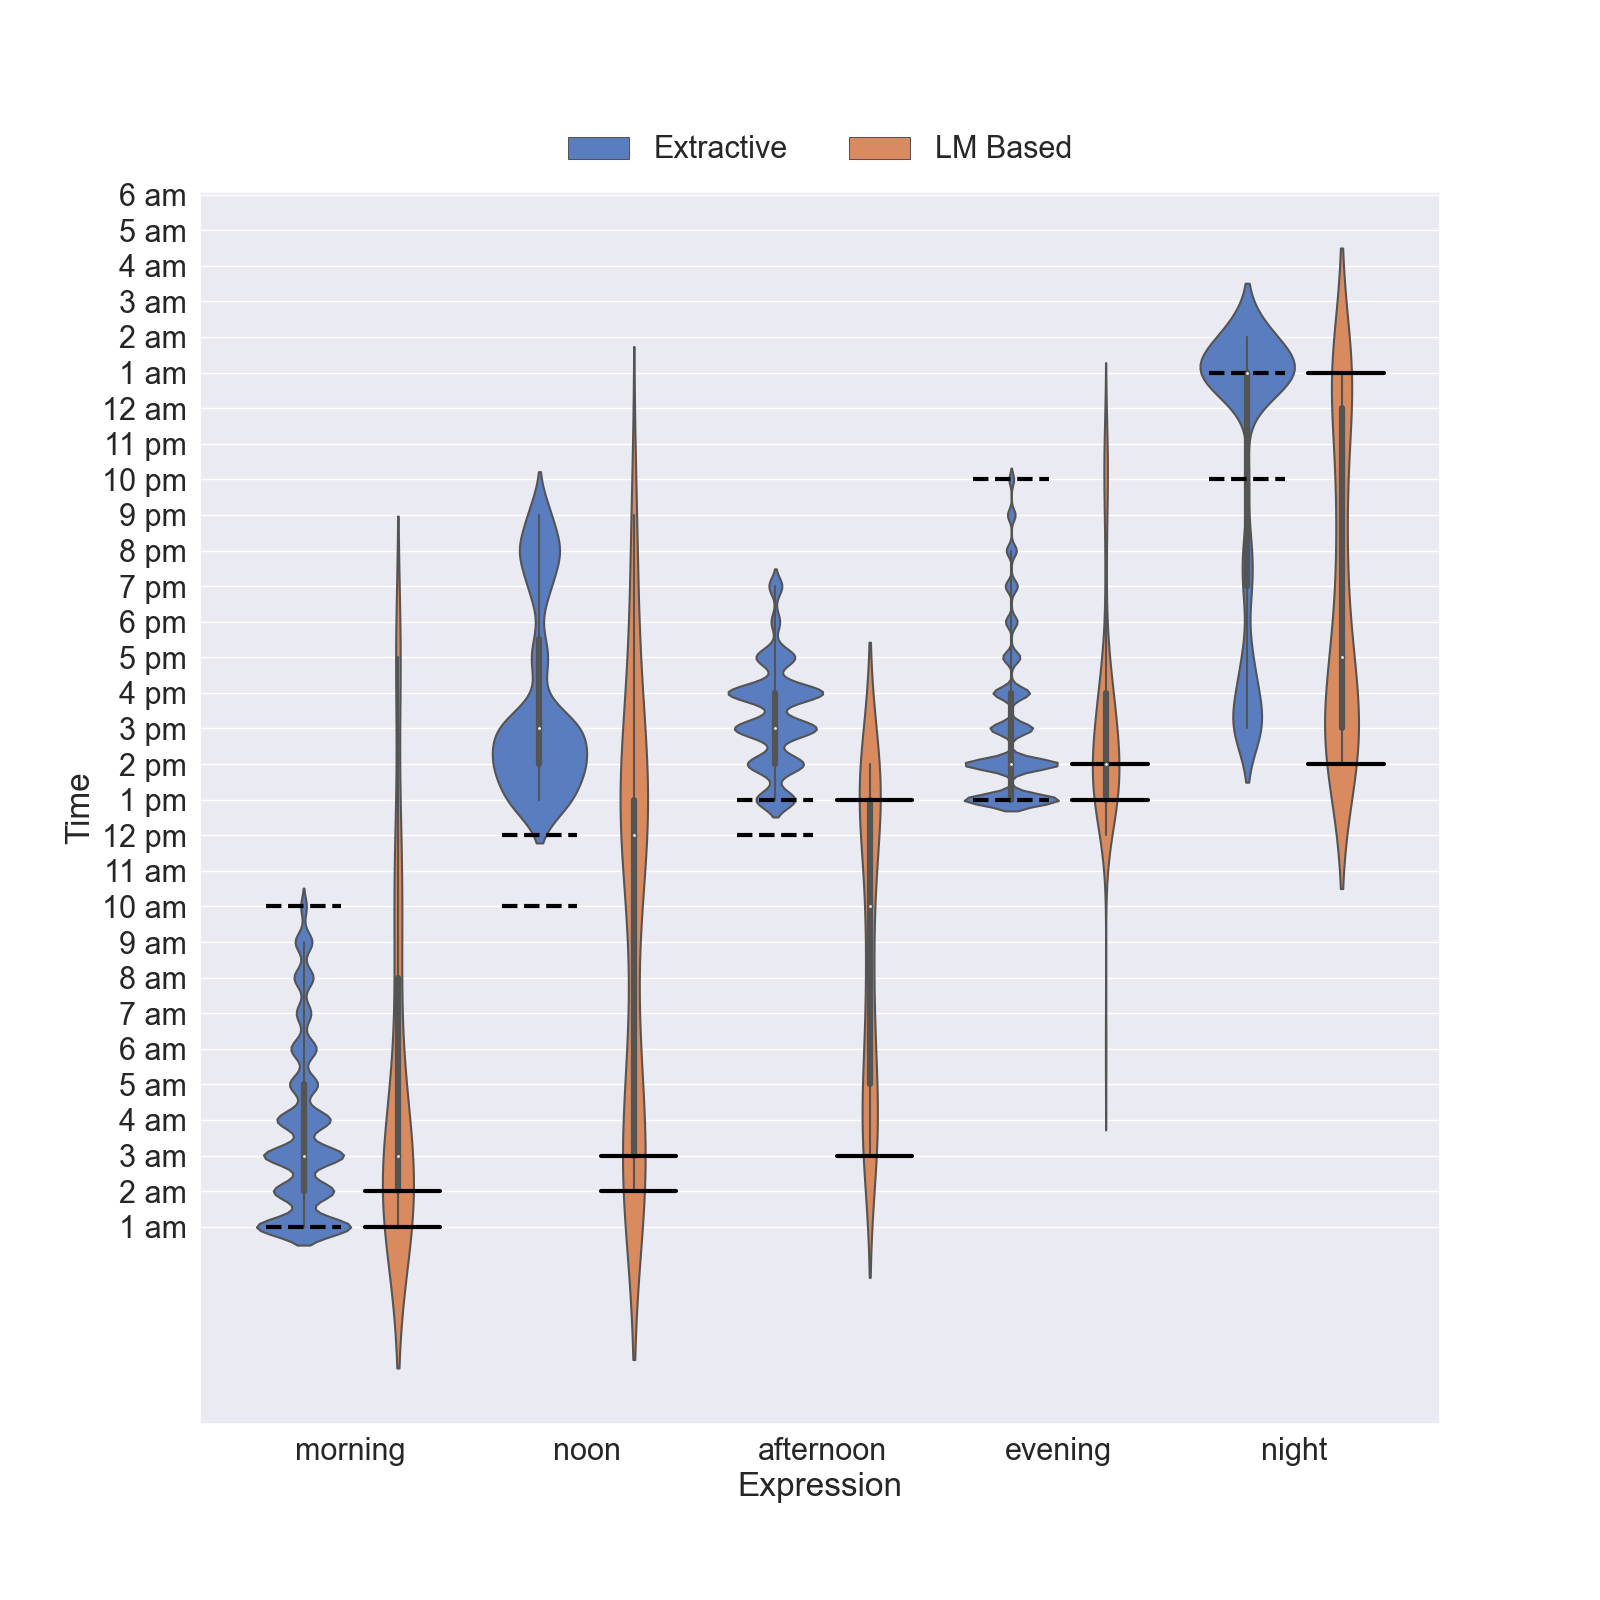 Extractive
LM Based
6 am
5 am
4 am
3 am
2 am
1 am
12 am
11 pm
10 pm
9 pm
8 pm
7 pm
6 pm
5 pm
4 pm
3 pm
2 pm
1 pm
12 pm
11 am
10 am
9 am
8 am
7 am
6 am
5 am
4 am
3 am
2 am
1 am
Time
morning
noon
afternoon
evening
night
Expression